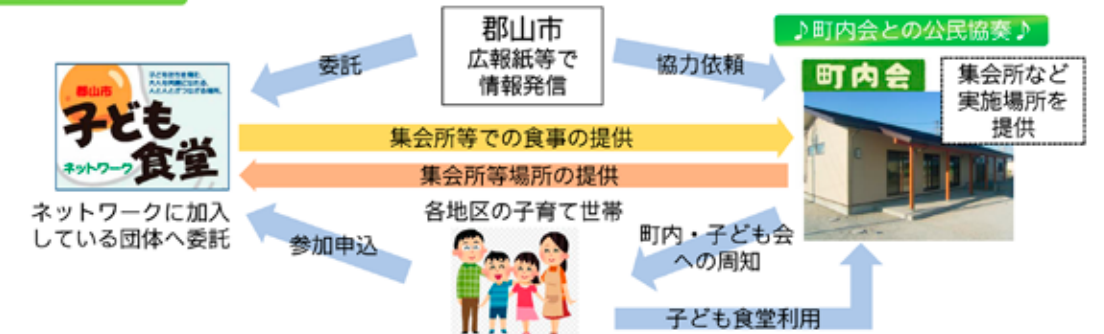 郡山市
広報紙等で
情報発信
♪町内会との公民協奏♪
委託
協力依頼
町内会
集会所など
実施場所を
提供
郡山市
子ども
食堂
ネットワーク
集会所等での食事の提供
集会所等場所の提供
ネットワークに加入
している団体へ委託
各地区の子育て世帯
参加申込
町内・子ども会
への周知
子ども食堂利用